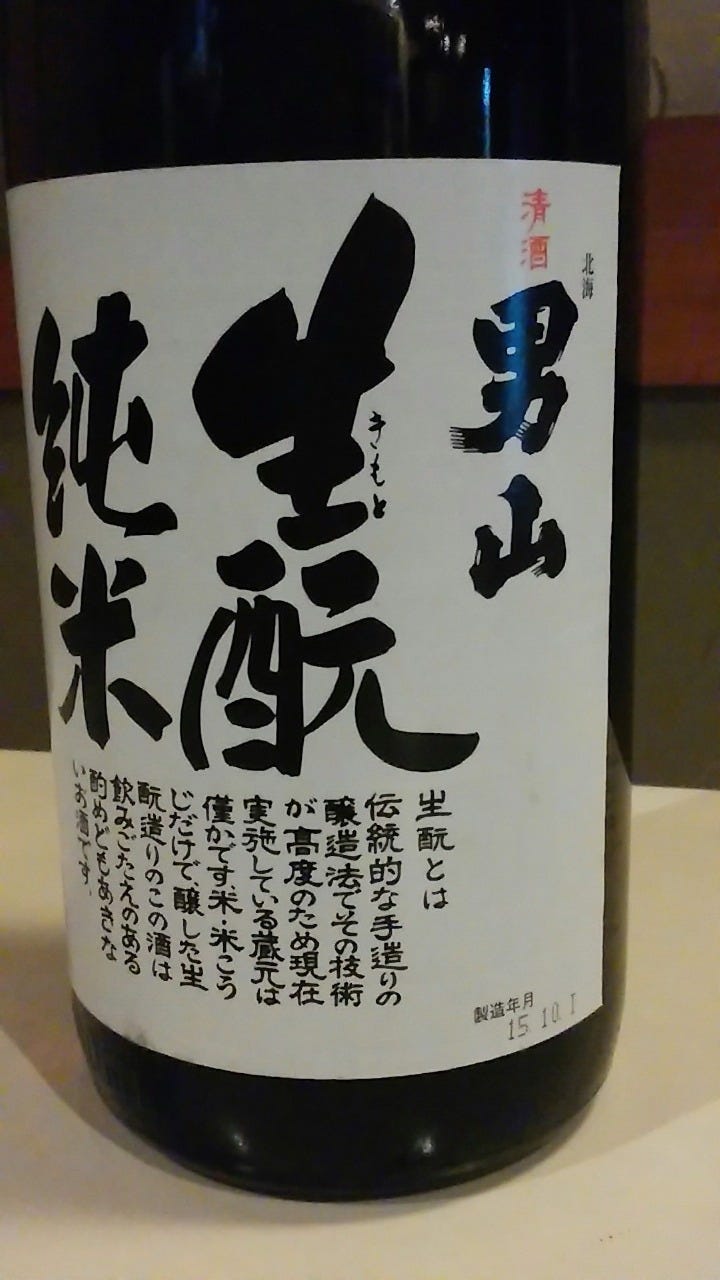 北海
清酒
男山
生酛
きもと
純米
生酛とは
伝統的な手造りの
醸造法でその技術
が高度のため現在
実施している蔵元は
僅かです。米・米こう
じだけで、醸した生
酛造りのこの酒は
飲みごたえのある
酌めどもあきな
いお酒です。
製造年月
15.10.1